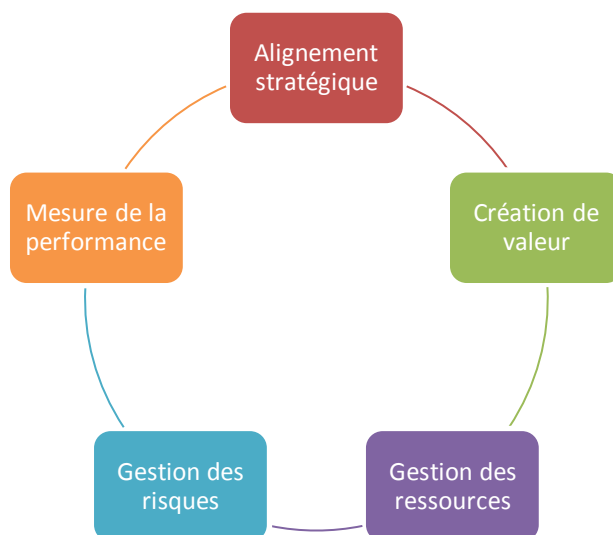 Alignement
stratégique
Création de
valeur
Gestion des
ressources
Gestion des
risques
Mesure de la
performance